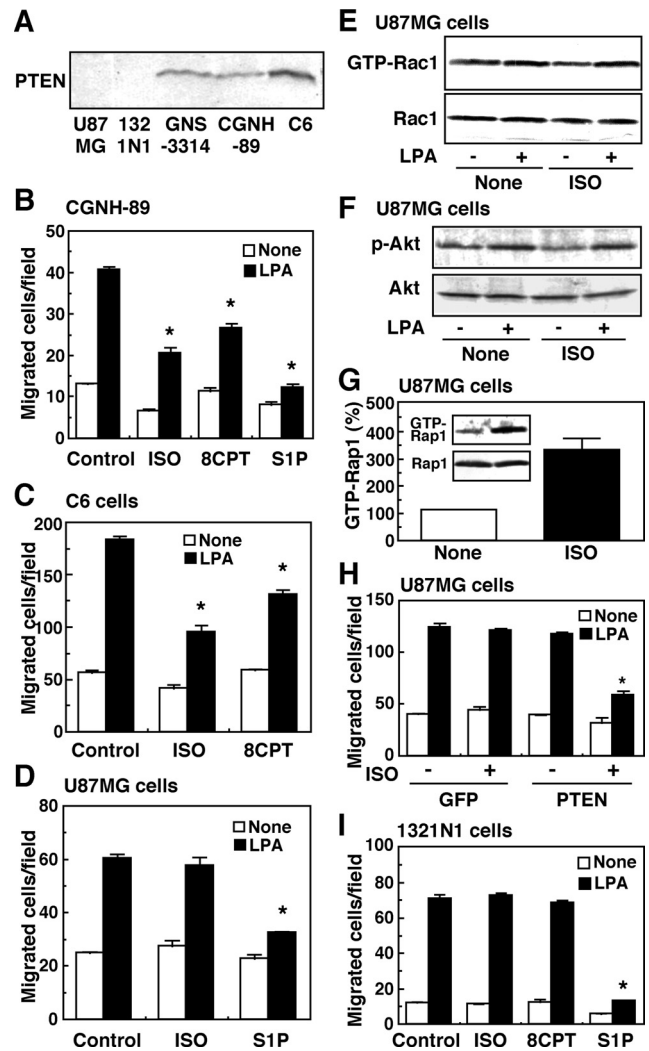 A
PTEN
U87 132 GNS CGNH C6
MG 1N1 -3314 -89
B
CGNH-89
Migrated cells/field
50
40
30
20
10
0
None
LPA
*
*
*
Control ISO 8CPT S1P
C
C6 cells
Migrated cells/field
200
150
100
50
0
None
LPA
*
*
Control ISO 8CPT
D
U87MG cells
Migrated cells/field
80
60
40
20
0
None
LPA
*
Control ISO S1P
E
U87MG cells
GTP-Rac1
Rac1
LPA - + - +
None ISO
F
U87MG cells
p-Akt
Akt
LPA - + - +
None ISO
G
U87MG cells
GTP-Rap1 (%)
500
400
300
200
100
0
GTP-
Rap1
Rap1
None ISO
H
U87MG cells
Migrated cells/field
150
100
50
0
None
LPA
*
ISO - + - +
GFP PTEN
I
1321N1 cells
Migrated cells/field
100
80
60
40
20
0
None
LPA
*
Control ISO 8CPT S1P